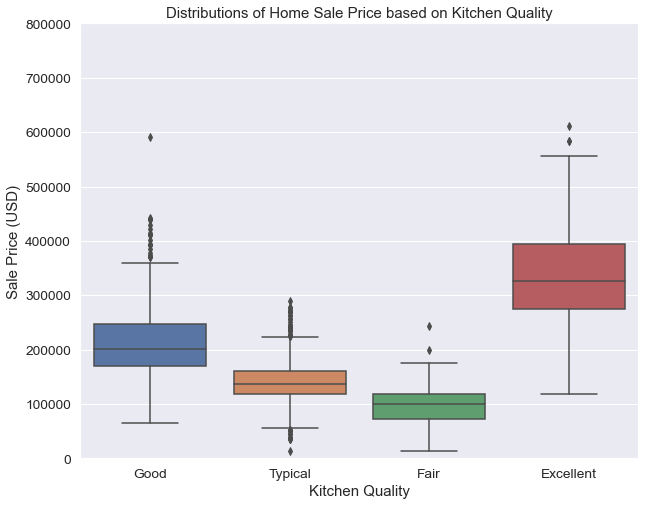 Distributions of Home Sale Price based on Kitchen Quality
800000
700000
600000
500000
400000
300000
200000
100000
0
Sale Price (USD)
Good Typical Fair Excellent
Kitchen Quality